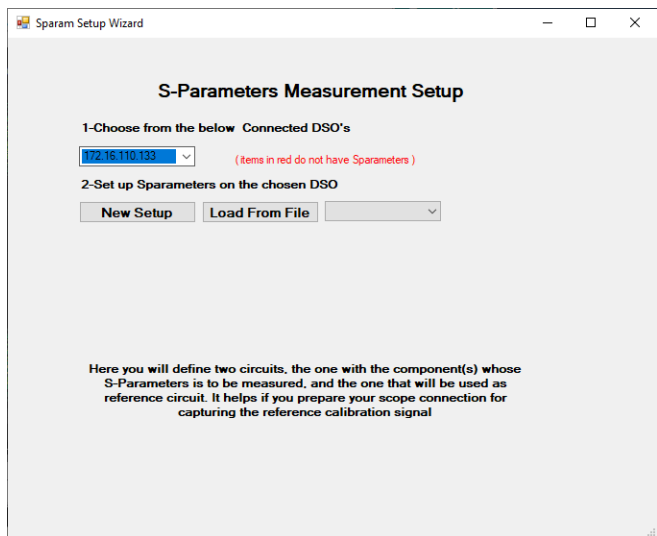 Sparam Setup Wizard
S-Parameters Measurement Setup
1-Choose from the below Connected DSO's
172.16.110.133
( items in red do not have Sparameters )
2-Set up Sparameters on the chosen DSO
New Setup
Load From File
Here you will define two circuits, the one with the component(s) whose
S-Parameters is to be measured, and the one that will be used as
reference circuit. It helps if you prepare your scope connection for
capturing the reference calibration signal